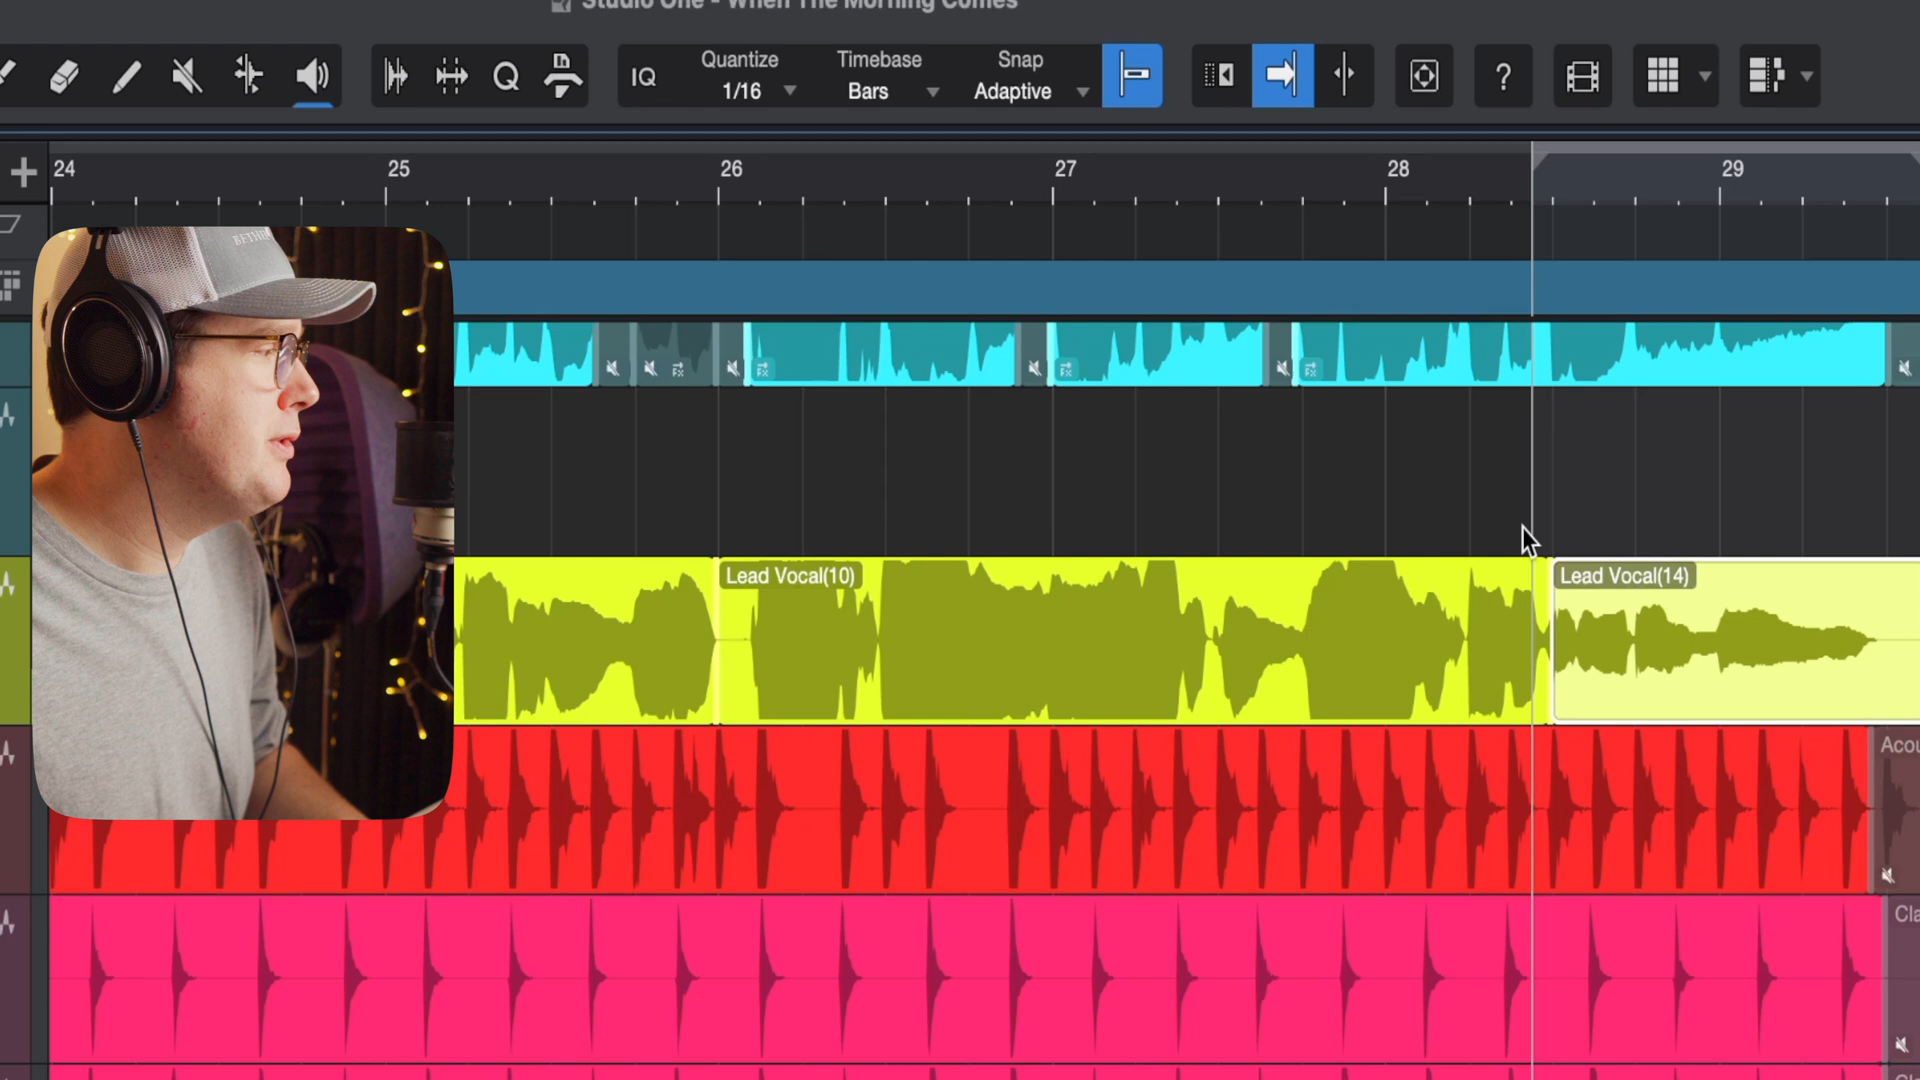 Studio One - When The Morning Comes
IQ
Quantize
1/16
Timebase
Bars
Snap
Adaptive
?
24
25
26
27
28
29
Lead Vocal(10)
Lead Vocal(14)